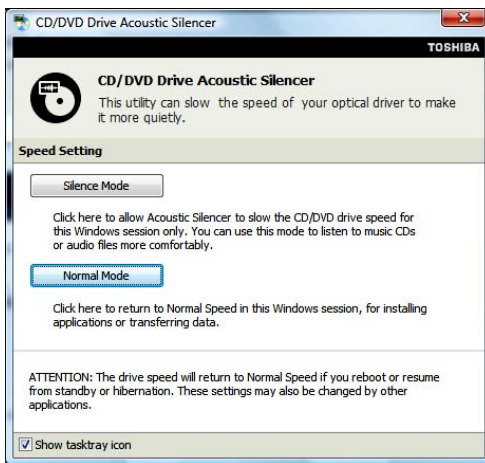 CD/DVD Drive Acoustic Silencer
TOSHIBA
CD/DVD Drive Acoustic Silencer
This utility can slow the speed of your optical driver to make
it more quietly.
Speed Setting
Silence Mode
Click here to allow Acoustic Silencer to slow the CD/DVD drive speed for
this Windows session only. You can use this mode to listen to music CDs
or audio files more comfortably.
Normal Mode
Click here to return to Normal Speed in this Windows session, for installing
applications or transferring data.
ATTENTION: The drive speed will return to Normal Speed if you reboot or resume
from standby or hibernation. These settings may also be changed by other
applications.
Show tasktray icon